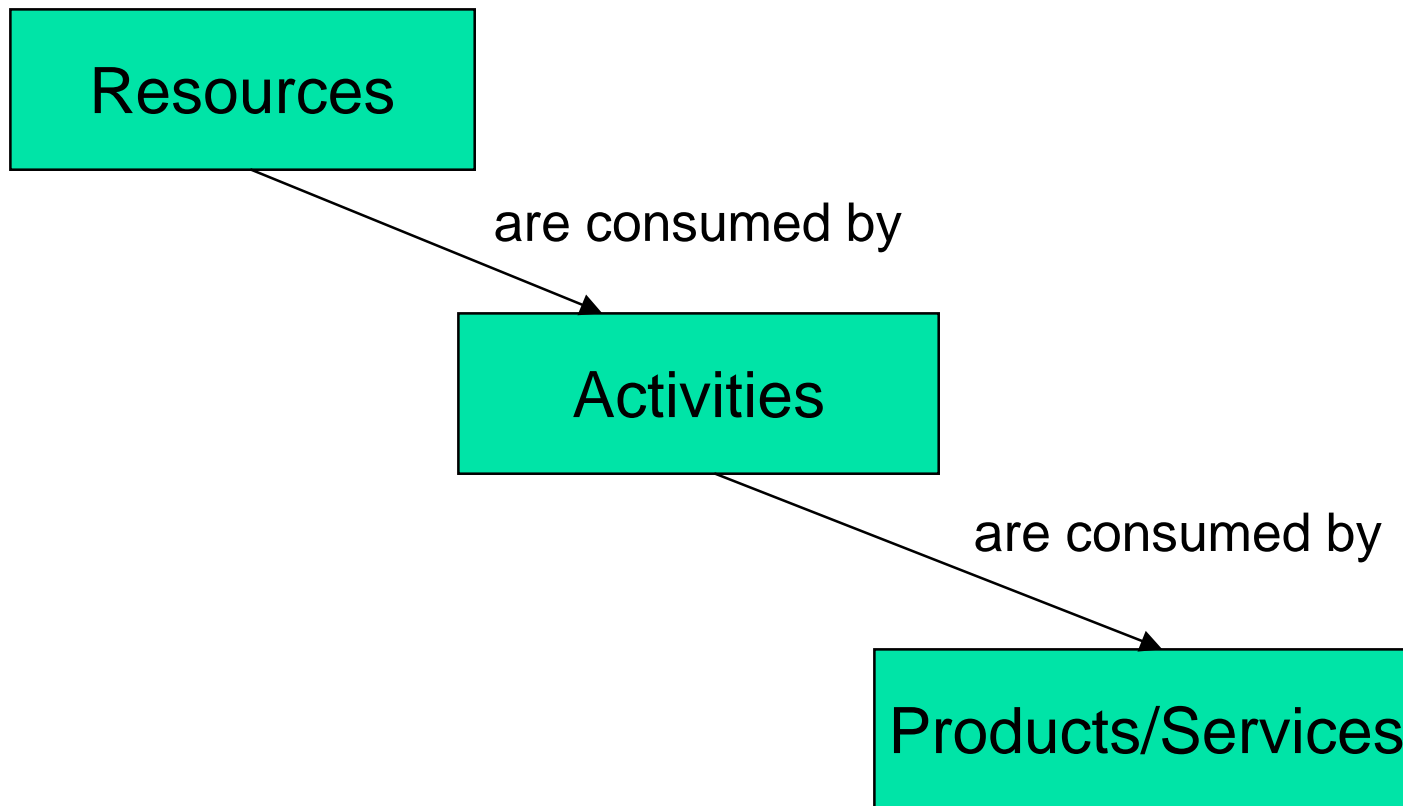 Resources
are consumed by
Activities
are consumed by
Products/Services